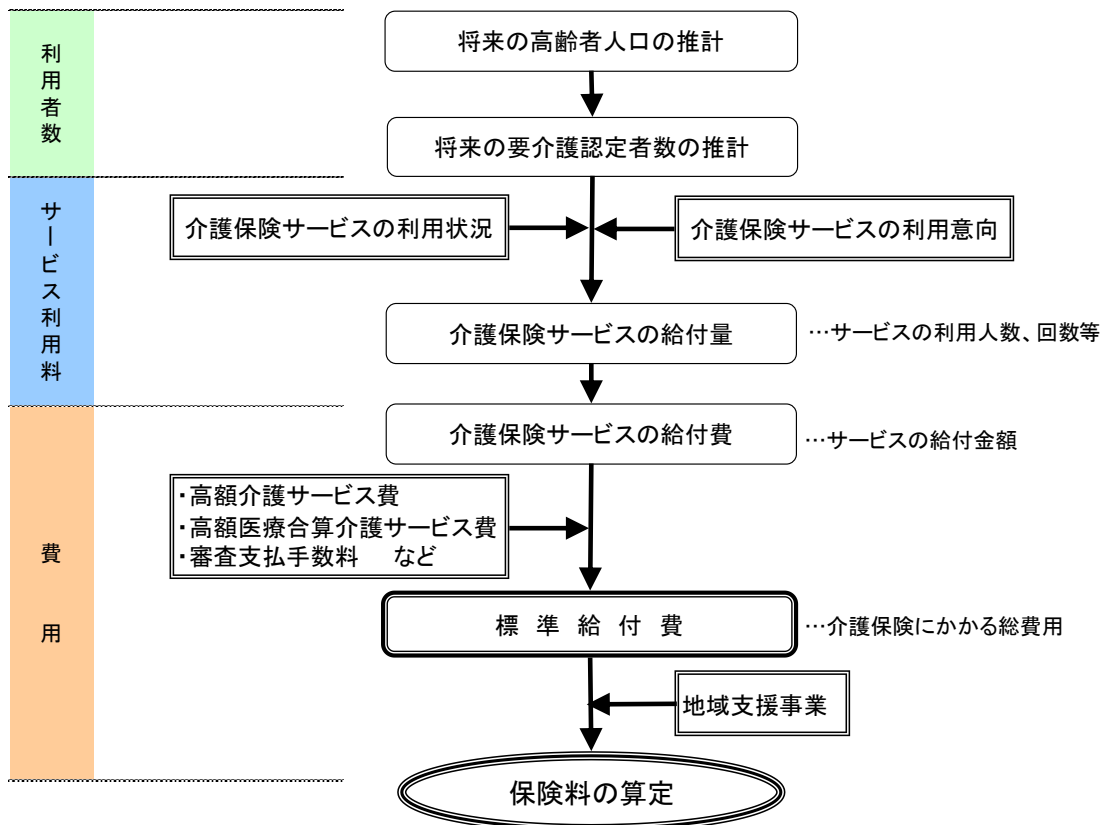 利用者数
将来の高齢者人口の推計
将来の要介護認定者数の推計
サービス利用料
介護保険サービスの利用状況
介護保険サービスの利用意向
介護保険サービスの給付量
…サービスの利用人数、回数等
費用
介護保険サービスの給付費
…サービスの給付金額
・高額介護サービス費
・高額医療合算介護サービス費
・審査支払手数料 など
標準給付費
…介護保険にかかる総費用
地域支援事業
保険料の算定